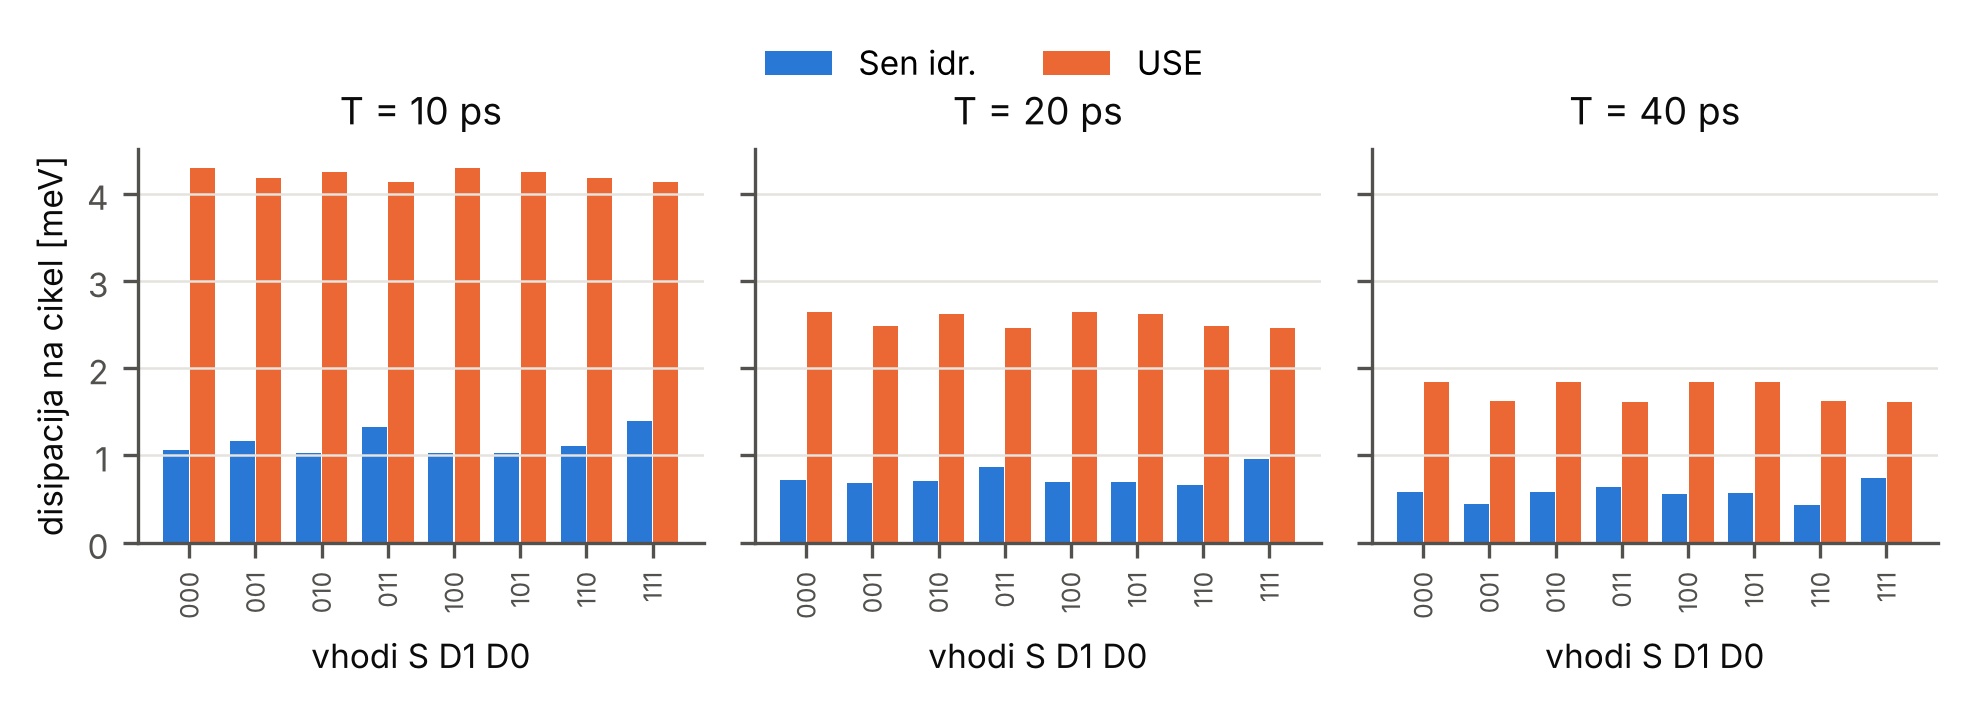 Sen idr. USE
T = 10 ps T = 20 ps T = 40 ps
disipacija na cikel [meV]
4
3
2
1
0
000 001 010 011 100 101 110 111 000 001 010 011 100 101 110 111 000 001 010 011 100 101 110 111
vhodi S D1 D0 vhodi S D1 D0 vhodi S D1 D0